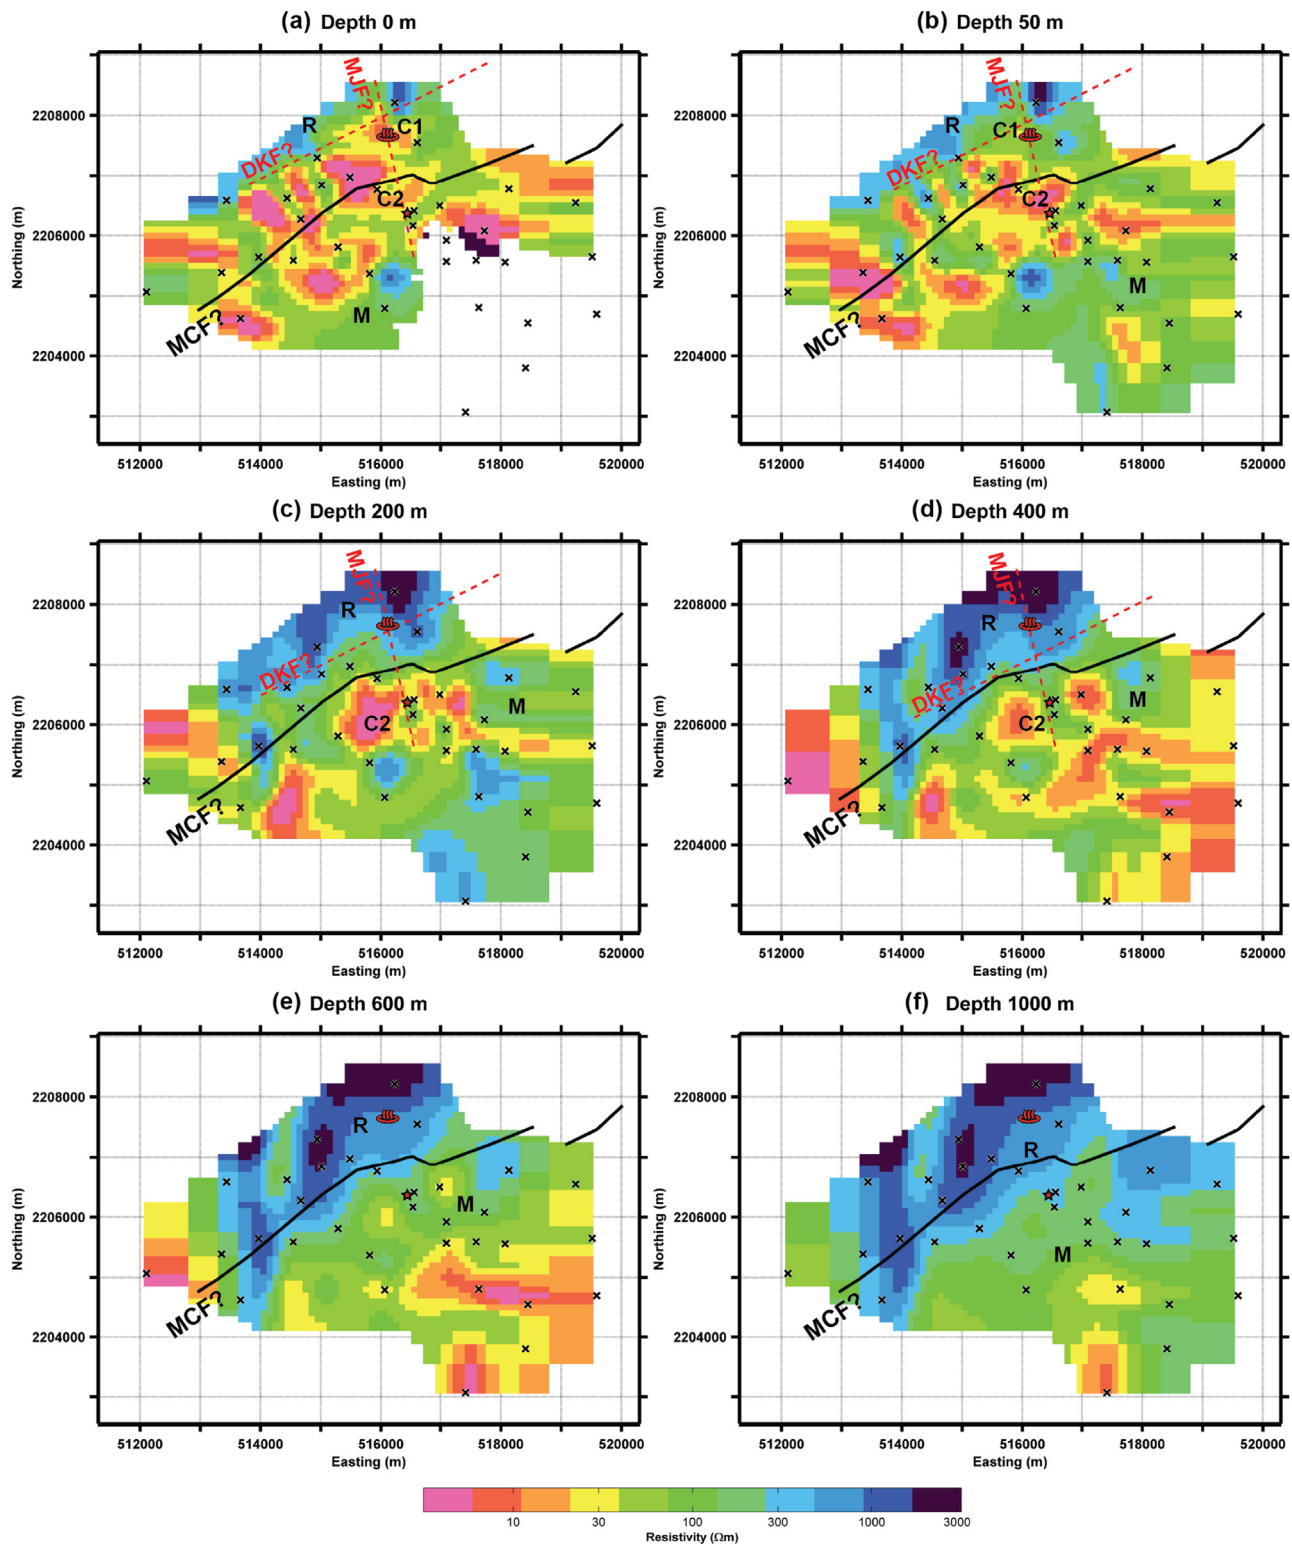 (a) Depth 0 m
2208000
2206000
2204000
Northing (m)
512000 514000 516000 518000 520000
Easting (m)
MJF?
R
C1
DKF?
C2
M
MCF?
(b) Depth 50 m
2208000
2206000
2204000
Northing (m)
512000 514000 516000 518000 520000
Easting (m)
MJF?
R
C1
DKF?
C2
M
MCF?
(c) Depth 200 m
2208000
2206000
2204000
Northing (m)
512000 514000 516000 518000 520000
Easting (m)
MJF?
R
DKF?
C2
M
MCF?
(d) Depth 400 m
2208000
2206000
2204000
Northing (m)
512000 514000 516000 518000 520000
Easting (m)
MJF?
R
DKF?
C2
M
MCF?
(e) Depth 600 m
2208000
2206000
2204000
Northing (m)
512000 514000 516000 518000 520000
Easting (m)
R
M
MCF?
(f) Depth 1000 m
2208000
2206000
2204000
Northing (m)
512000 514000 516000 518000 520000
Easting (m)
R
M
MCF?
10 30 100 300 1000 3000
Resistivity (Ωm)